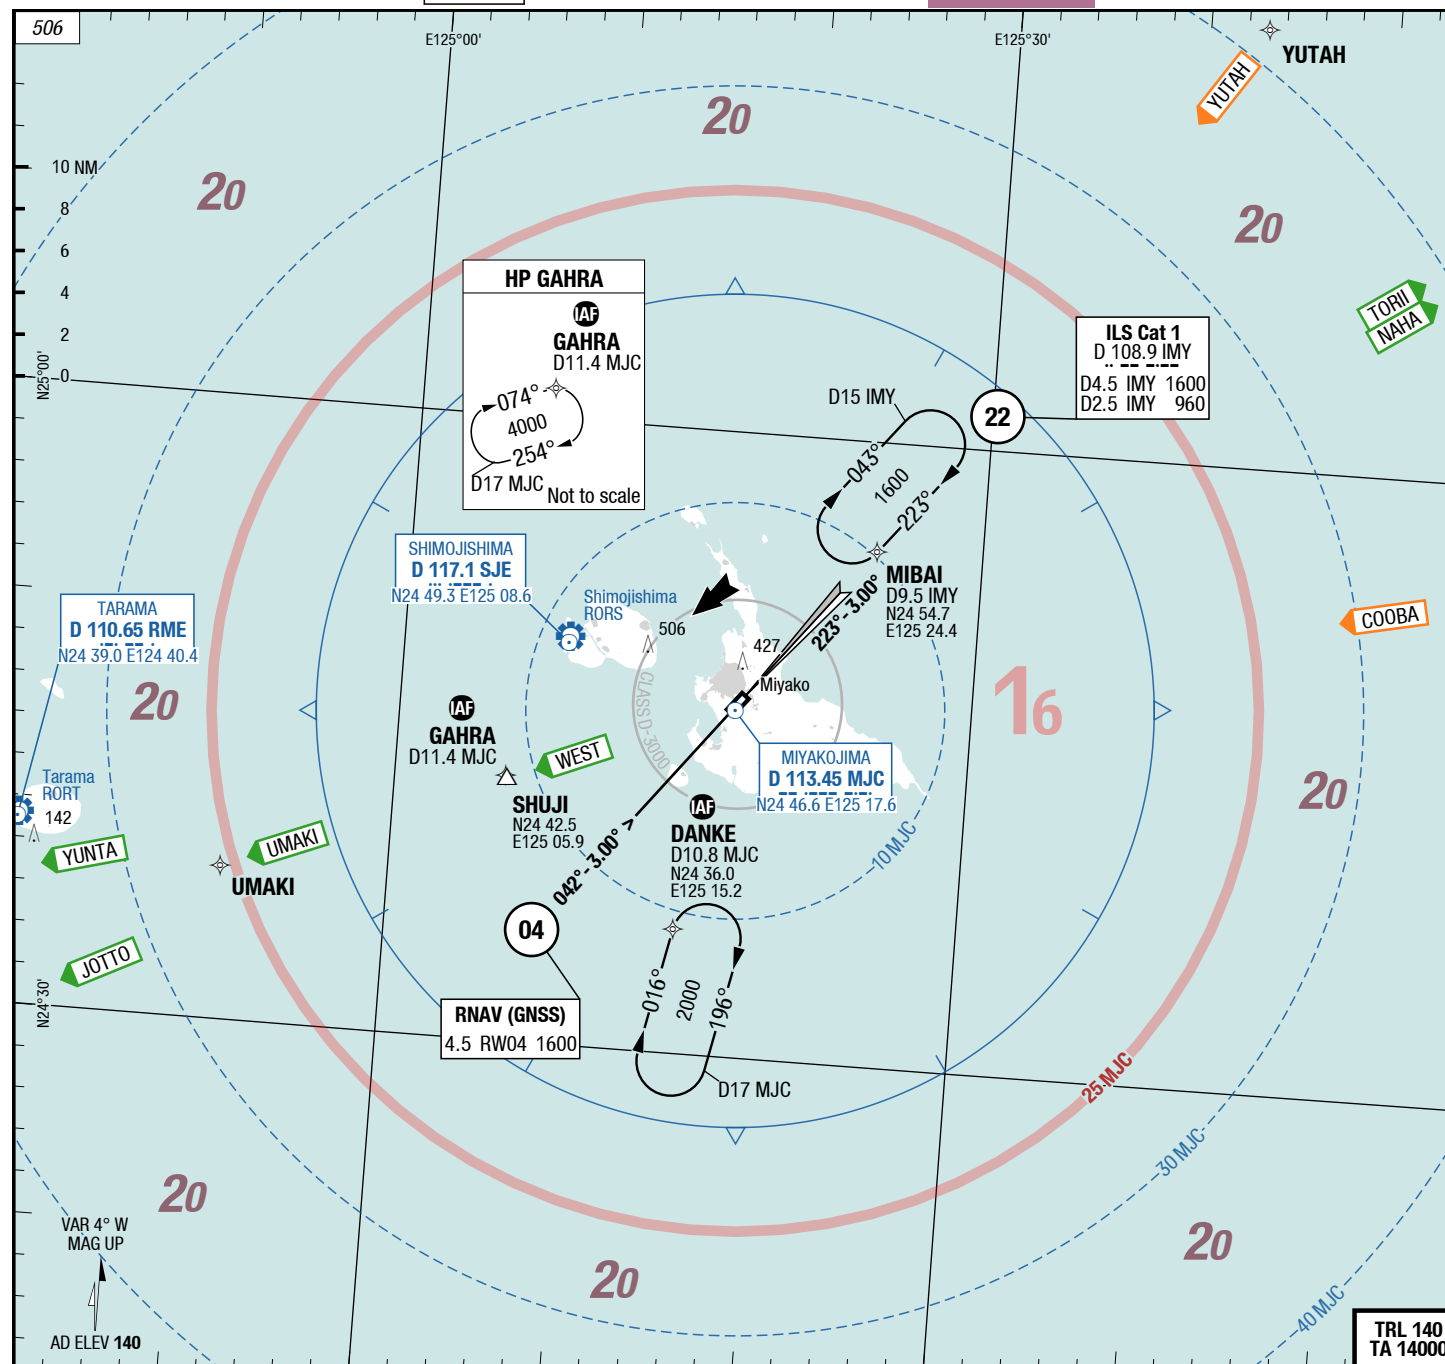 506
E125°00'
E125°30'
YUTAH
YUTAH
20
20
20
10 NM
8
6
4
2
0
N25°00'
HP GAHRA
IAF
GAHRA
D11.4 MJC
074°
4000
254°
D17 MJC
Not to scale
TORII
NAHA
ILS Cat 1
D 108.9 IMY
D4.5 IMY 1600
D2.5 IMY 960
22
D15 IMY
043°
1600
223°
MIBAI
D9.5 IMY
N24 54.7
E125 24.4
223°-3.00°
SHIMOJISHIMA
D 117.1 SJE
N24 49.3 E125 08.6
Shimojishima
RORS
506
427
Miyako
CLASS D-3000
COOBA
TARAMA
D 110.65 RME
N24 39.0 E124 40.4
20
16
IAF
GAHRA
D11.4 MJC
WEST
SHUJI
N24 42.5
E125 05.9
MIYAKOJIMA
D 113.45 MJC
N24 46.6 E125 17.6
20
Tarama
RORT
142
YUNTA
UMAKI
UMAKI
IAF
DANKE
D10.8 MJC
N24 36.0
E125 15.2
10 MJC
042°-3.00° >
04
JOTTO
N24°30'
RNAV (GNSS)
4.5 RW04 1600
016°
2000
196°
D17 MJC
25 MJC
30 MJC
20
20
20
VAR 4° W
MAG UP
AD ELEV 140
40 MJC
TRL 140
TA 14000